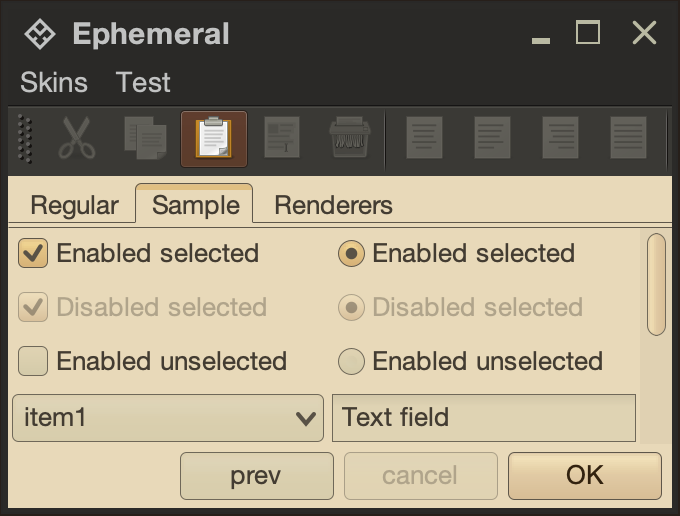 Ephemeral
Skins Test
Regular Sample Renderers
Enabled selected Enabled selected
Disabled selected Disabled selected
Enabled unselected Enabled unselected
item1 Text field
prev cancel OK